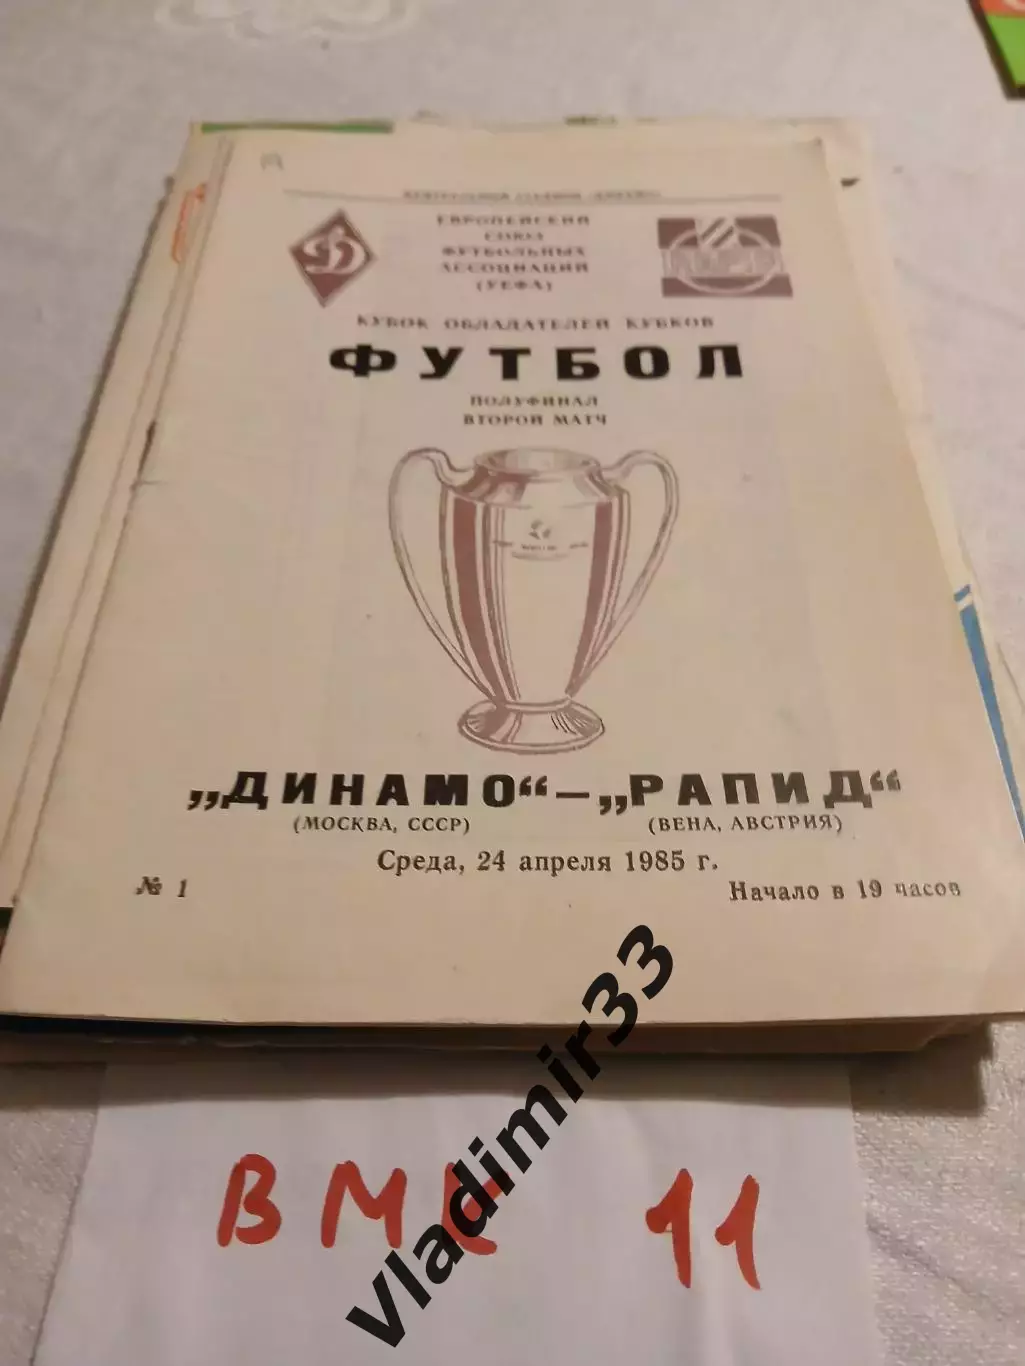 ЕВРОПЕЙСКИЙ
СОЮЗ
ФУТБОЛЬНЫХ
АССОЦИАЦИЙ
(УЕФА)
КУБОК ОБЛАДАТЕЛЕЙ КУБКОВ
ФУТБОЛ
ПОЛУФИНАЛ
ВТОРОЙ МАТЧ
„ДИНАМО“ – „РАПИД“
(МОСКВА, СССР) (ВЕНА, АВСТРИЯ)
Среда, 24 апреля 1985 г.
№ 1 Начало в 19 часов
vladimir33
11